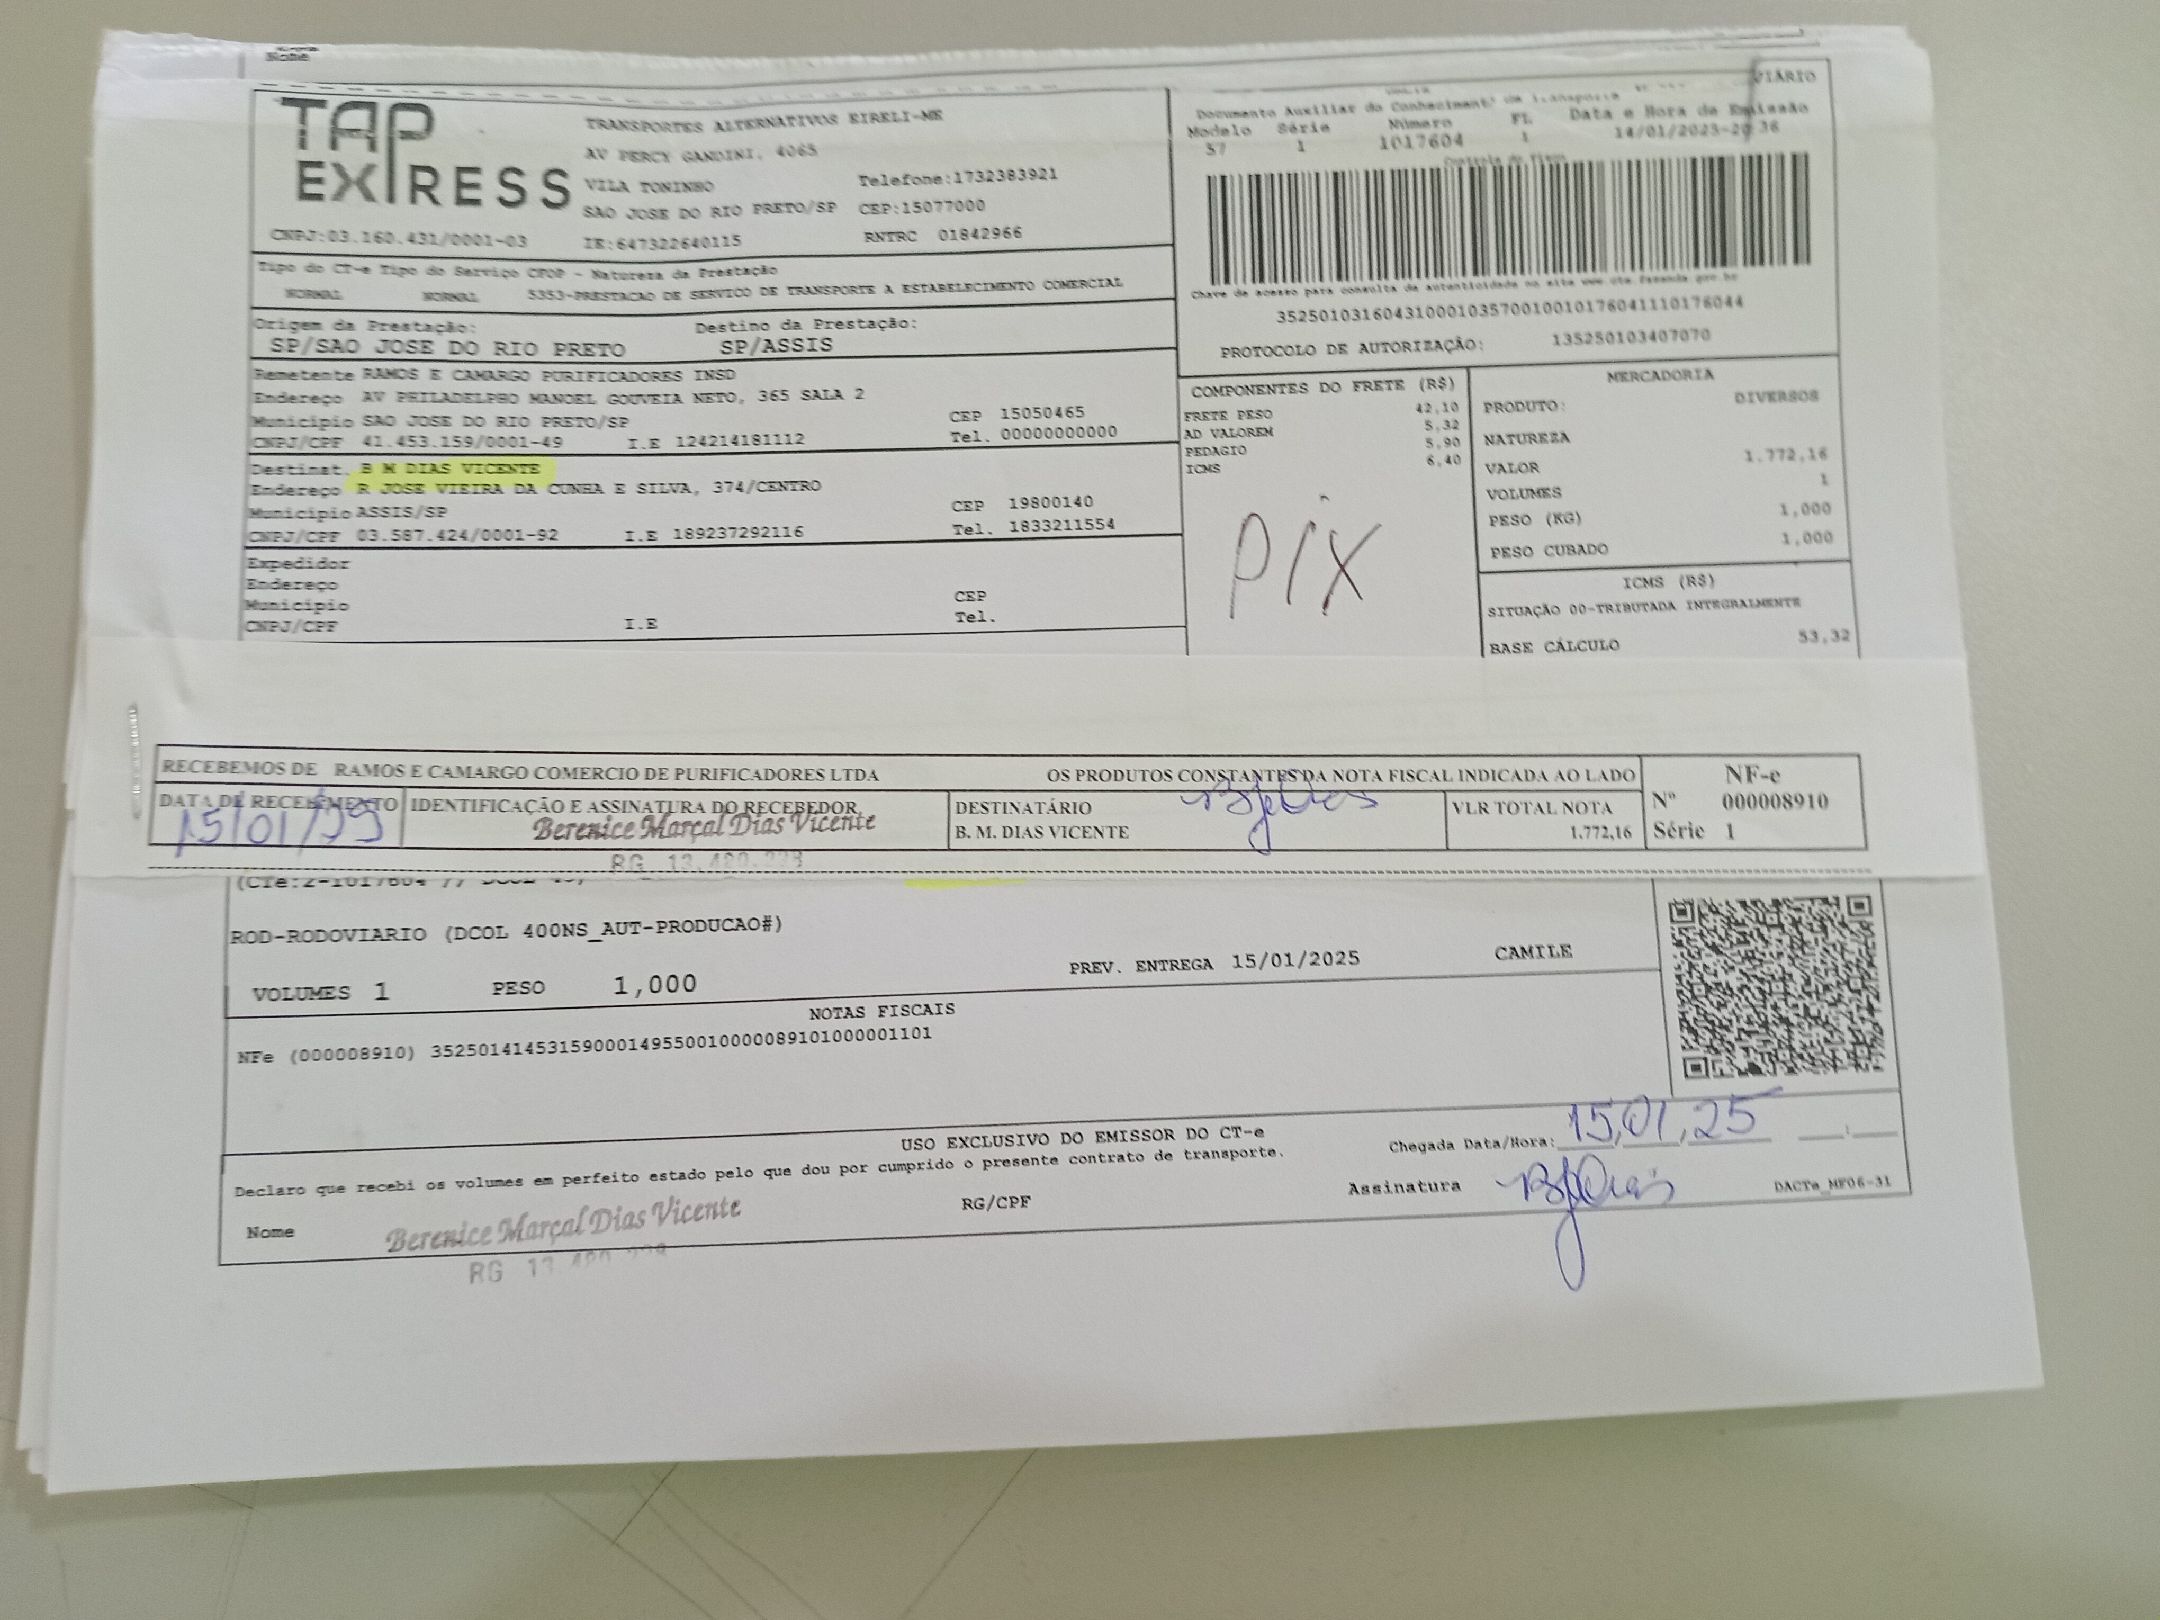 Nome
TAP EXPRESS
TRANSPORTES ALTERNATIVOS EIRELI-ME
AV PERCY GANDINI, 4065
VILA TONINHO Telefone:1732383921
SAO JOSE DO RIO PRETO/SP CEP:15077000
CNPJ:03.160.431/0001-03 IE:647322640115 RNTRC 01842966
VIÁRIO
Documento Auxiliar do Conheciment de Transporte
Modelo Série Número FL Data e Hora da Emissão
57 1 1017604 1 14/01/2025-20 36
Controle do Fisco
Chave de acesso para consulta de autenticidade no site www.cte.fazenda.gov.br
35250103160431000103570010010176041110176044
PROTOCOLO DE AUTORIZAÇÃO: 135250103407070
Tipo do CT-e Tipo do Serviço CFOP - Natureza da Prestação
NORMAL NORMAL 5353-PRESTACAO DE SERVICO DE TRANSPORTE A ESTABELECIMENTO COMERCIAL
Origem da Prestação: Destino da Prestação:
SP/SAO JOSE DO RIO PRETO SP/ASSIS
Remetente RAMOS E CAMARGO PURIFICADORES INSD
Endereço AV PHILADELPHO MANOEL GOUVEIA NETO, 365 SALA 2
Município SAO JOSE DO RIO PRETO/SP CEP 15050465
CNPJ/CPF 41.453.159/0001-49 I.E 124214181112 Tel. 00000000000
Destinat. B M DIAS VICENTE
Endereço R JOSE VIEIRA DA CUNHA E SILVA, 374/CENTRO
Município ASSIS/SP CEP 19800140
CNPJ/CPF 03.587.424/0001-92 I.E 189237292116 Tel. 1833211554
Expedidor
Endereço
Município CEP
CNPJ/CPF I.E Tel.
COMPONENTES DO FRETE (R$)
FRETE PESO 42,10
AD VALOREM 5,32
PEDAGIO 5,90
ICMS 6,40
PIX
MERCADORIA
PRODUTO: DIVERSOS
NATUREZA
VALOR 1.772,16
VOLUMES 1
PESO (KG) 1,000
PESO CUBADO 1,000
ICMS (R$)
SITUAÇÃO 00-TRIBUTADA INTEGRALMENTE
BASE CÁLCULO 53,32
RECEBEMOS DE RAMOS E CAMARGO COMERCIO DE PURIFICADORES LTDA OS PRODUTOS CONSTANTES DA NOTA FISCAL INDICADA AO LADO
NF-e
Nº 000008910
Série 1
DATA DE RECEBIMENTO IDENTIFICAÇÃO E ASSINATURA DO RECEBEDOR DESTINATÁRIO VLR TOTAL NOTA
Berenice Marçal Dias Vicente B. M. DIAS VICENTE 1.772,16
ROD-RODOVIARIO (DCOL 400NS_AUT-PRODUCAO#)
VOLUMES 1 PESO 1,000 PREV. ENTREGA 15/01/2025 CAMILE
NOTAS FISCAIS
NFe (000008910) 35250141453159000149550010000089101000001101
USO EXCLUSIVO DO EMISSOR DO CT-e
Chegada Data/Hora: 15,01,25
Declaro que recebi os volumes em perfeito estado pelo que dou por cumprido o presente contrato de transporte.
Nome Berenice Marçal Dias Vicente RG/CPF Assinatura DACTe_MF06-31
RG